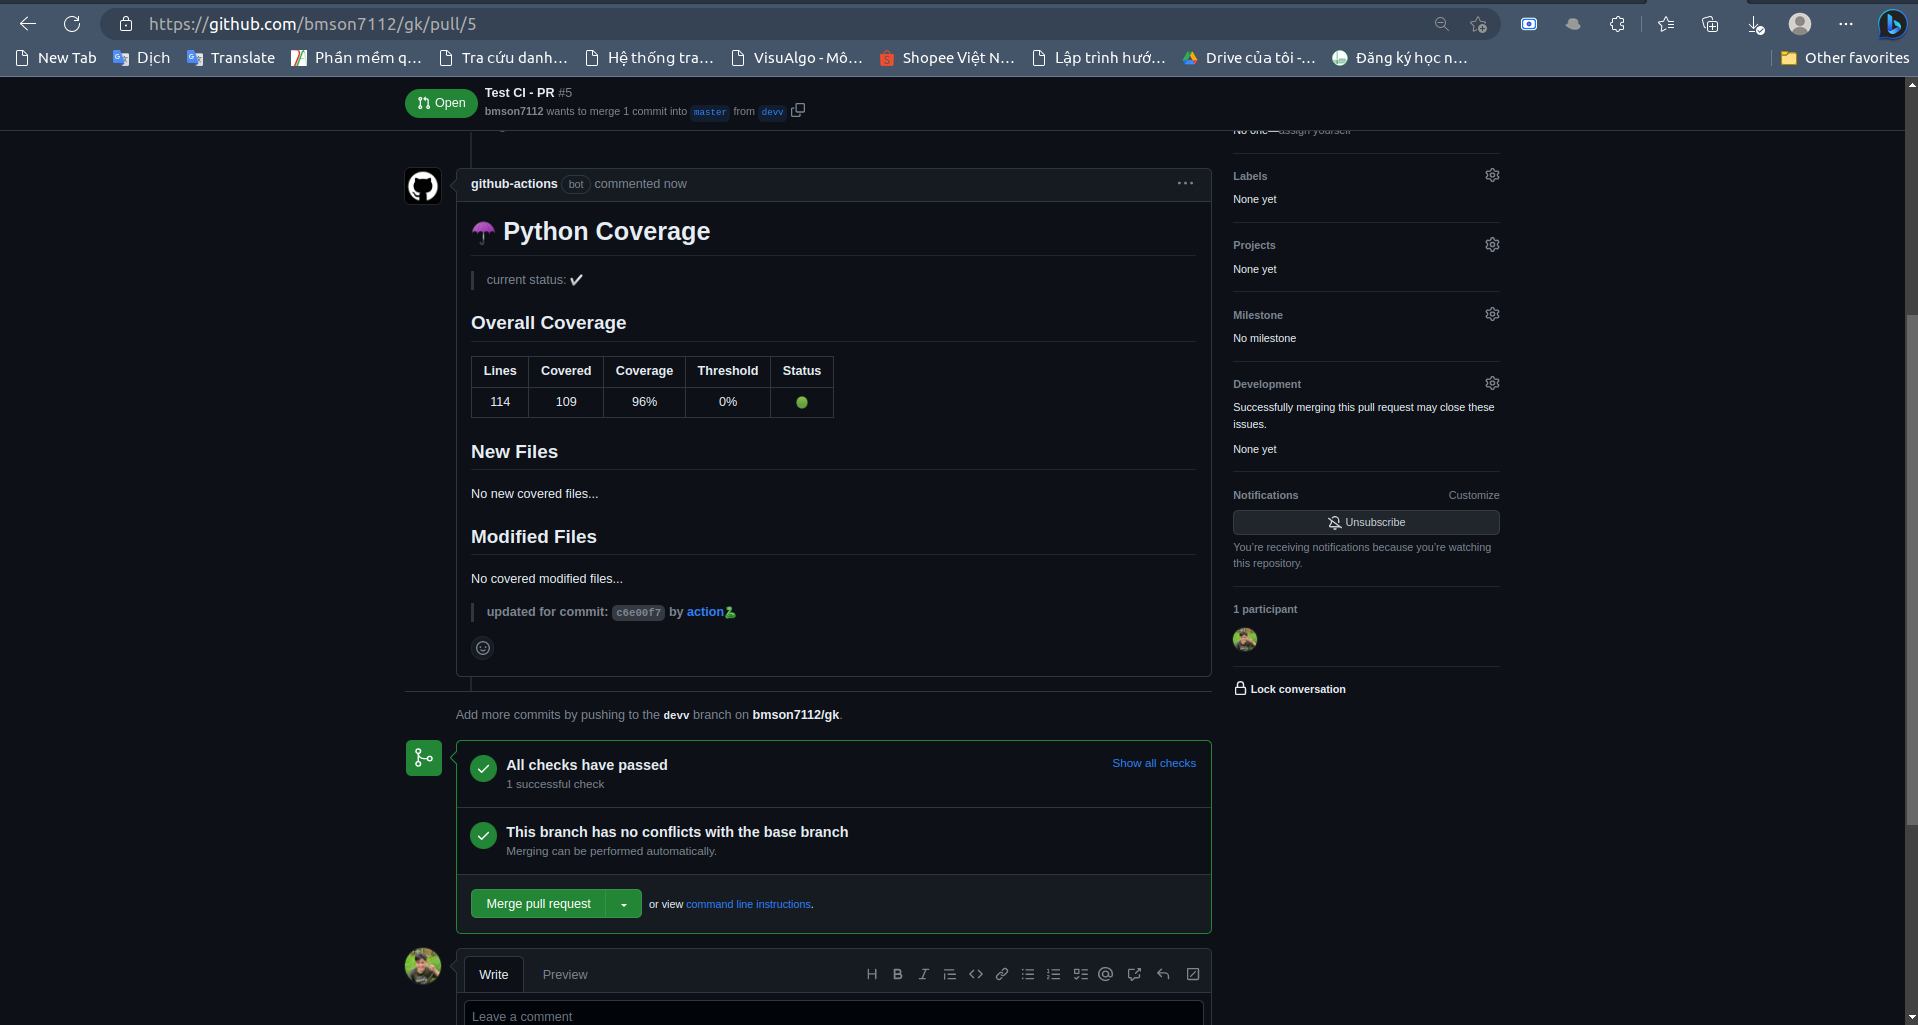 https://github.com/bmson7112/gk/pull/5
New Tab Dịch Translate Phần mềm q... Tra cứu danh... Hệ thống tra... VisuAlgo - Mô... Shopee Việt N... Lập trình hướ... Drive của tôi -... Đăng ký học n... Other favorites
Open
Test CI - PR #5
bmson7112 wants to merge 1 commit into master from devv
No one—assign yourself
github-actions bot commented now
Python Coverage
current status: ✔
Overall Coverage
Lines Covered Coverage Threshold Status
114 109 96% 0%
New Files
No new covered files...
Modified Files
No covered modified files...
updated for commit: c6e00f7 by action
Add more commits by pushing to the devv branch on bmson7112/gk.
All checks have passed
1 successful check
Show all checks
This branch has no conflicts with the base branch
Merging can be performed automatically.
Merge pull request or view command line instructions.
Write Preview
Leave a comment
Labels
None yet
Projects
None yet
Milestone
No milestone
Development
Successfully merging this pull request may close these
issues.
None yet
Notifications Customize
Unsubscribe
You're receiving notifications because you're watching
this repository.
1 participant
Lock conversation